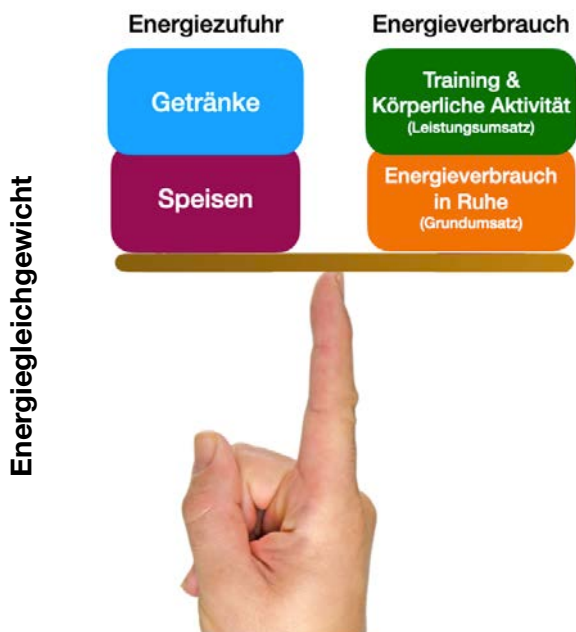 Energiezufuhr
Energieverbrauch
Getränke
Training &
Körperliche Aktivität
(Leistungsumsatz)
Speisen
Energieverbrauch
in Ruhe
(Grundumsatz)
Energiegleichgewicht